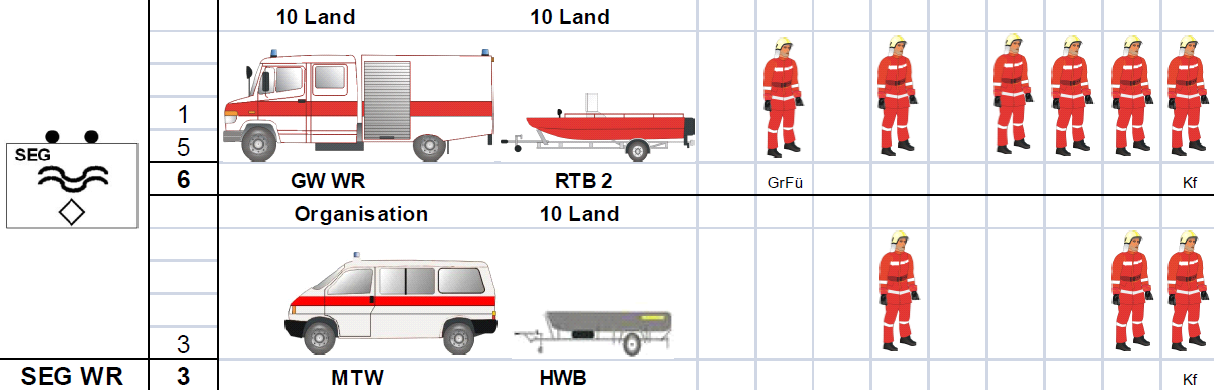 10 Land 10 Land
1
SEG
5
6 GW WR RTB 2 GrFü Kf
Organisation 10 Land
3
SEG WR 3 MTW HWB Kf